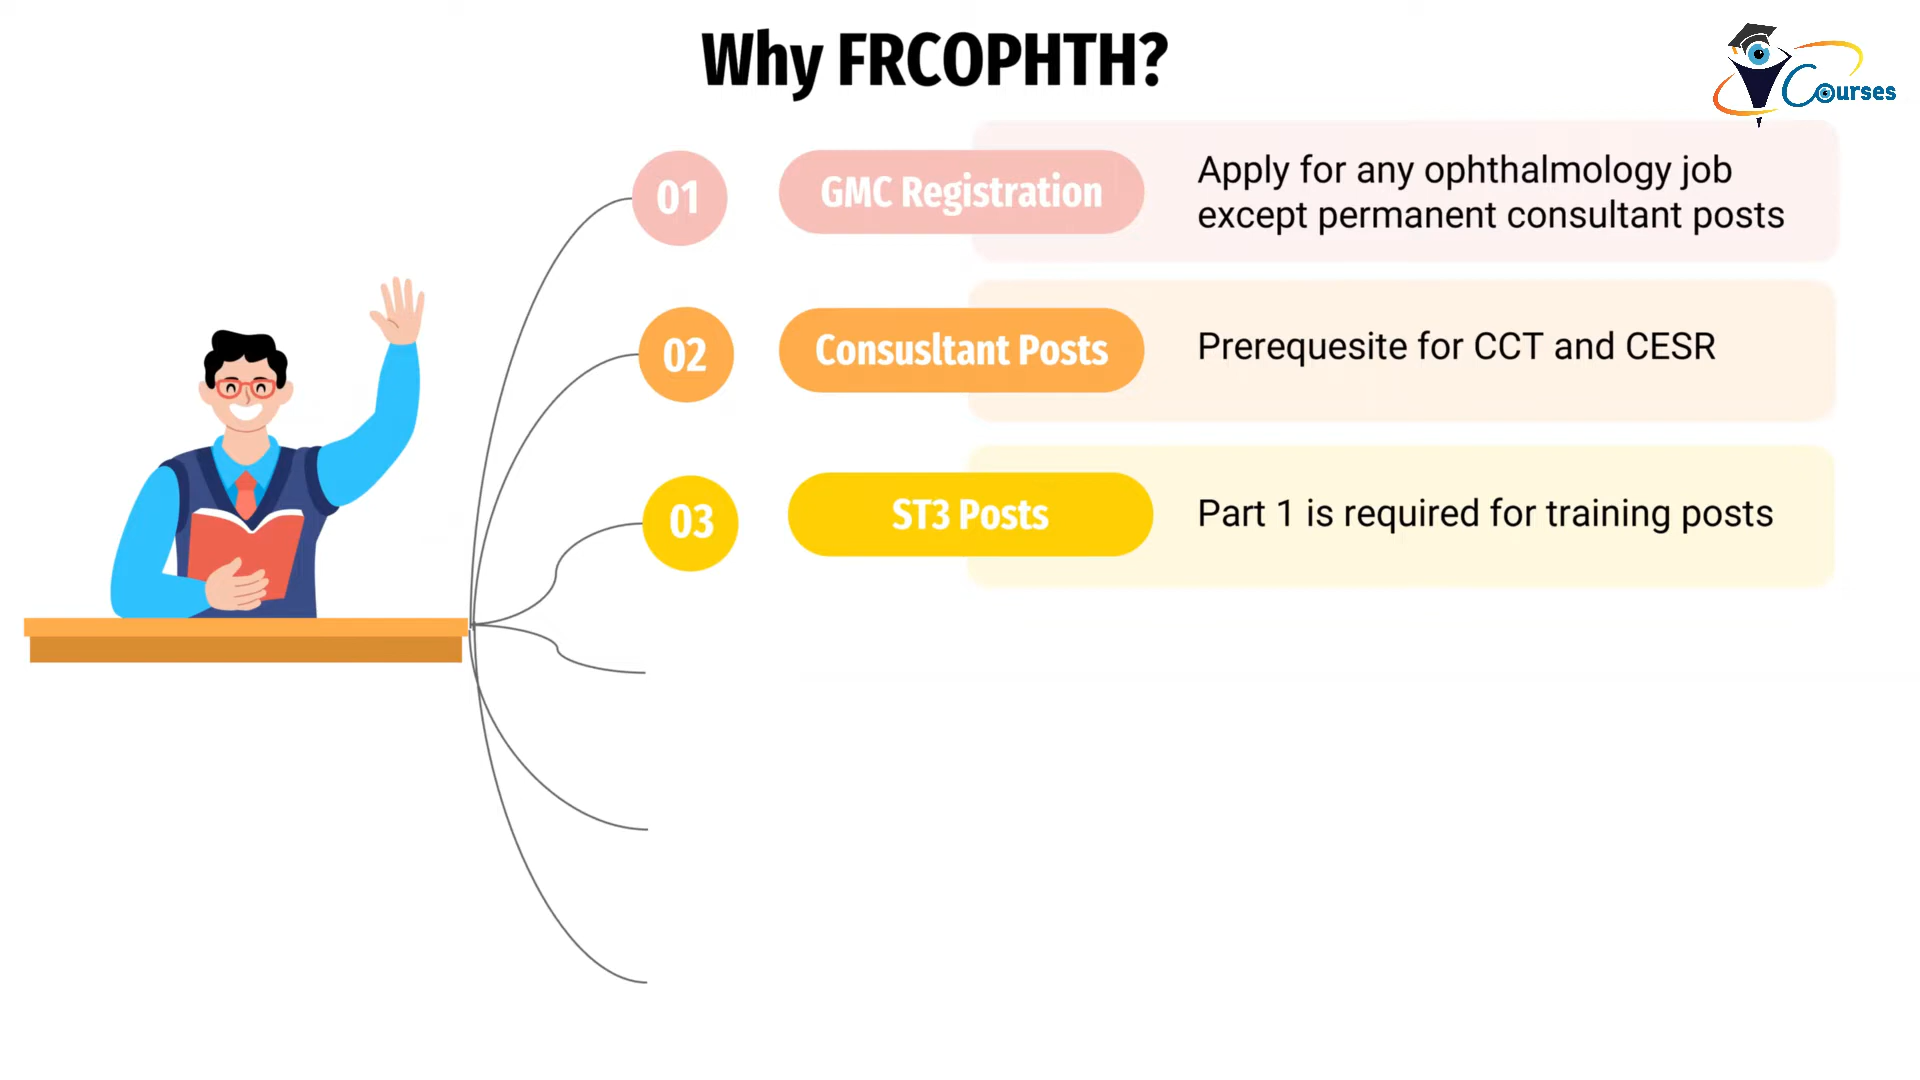 Why FRCOPHTH?
Courses
01
GMC Registration
Apply for any ophthalmology job
except permanent consultant posts
02
Consusltant Posts
Prerequesite for CCT and CESR
03
ST3 Posts
Part 1 is required for training posts